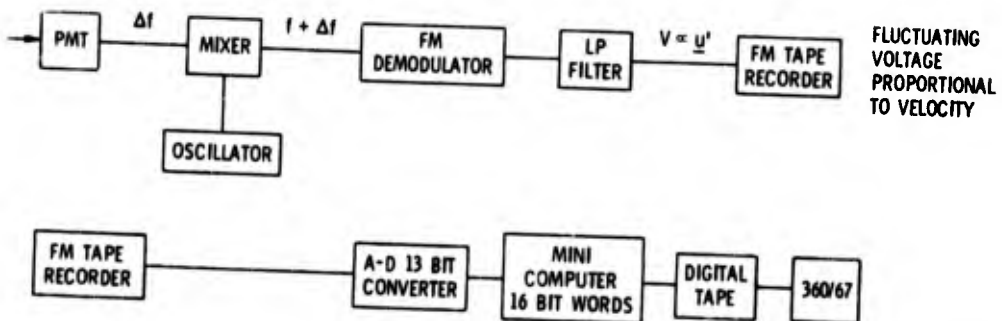 PMT
Δf
MIXER
f + Δf
FM
DEMODULATOR
LP
FILTER
V ∝ u'
FM TAPE
RECORDER
FLUCTUATING
VOLTAGE
PROPORTIONAL
TO VELOCITY
OSCILLATOR
FM TAPE
RECORDER
A-D 13 BIT
CONVERTER
MINI
COMPUTER
16 BIT WORDS
DIGITAL
TAPE
360/67